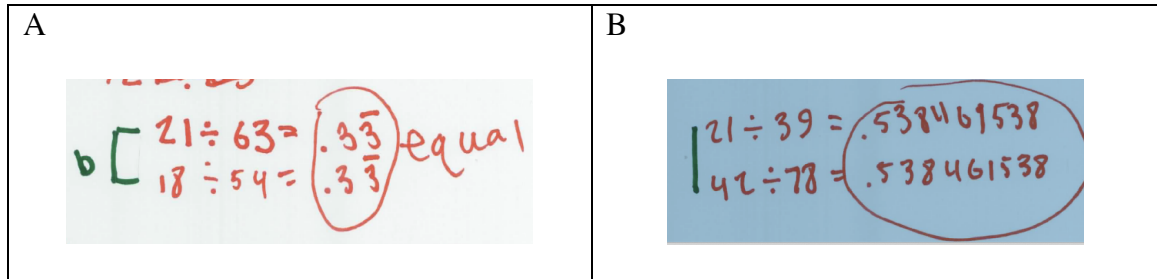 A
b [ 21 ÷ 63 = .33̅ equal
18 ÷ 54 = .33̅
B
21 ÷ 39 = .538461538
42 ÷ 78 = .538461538